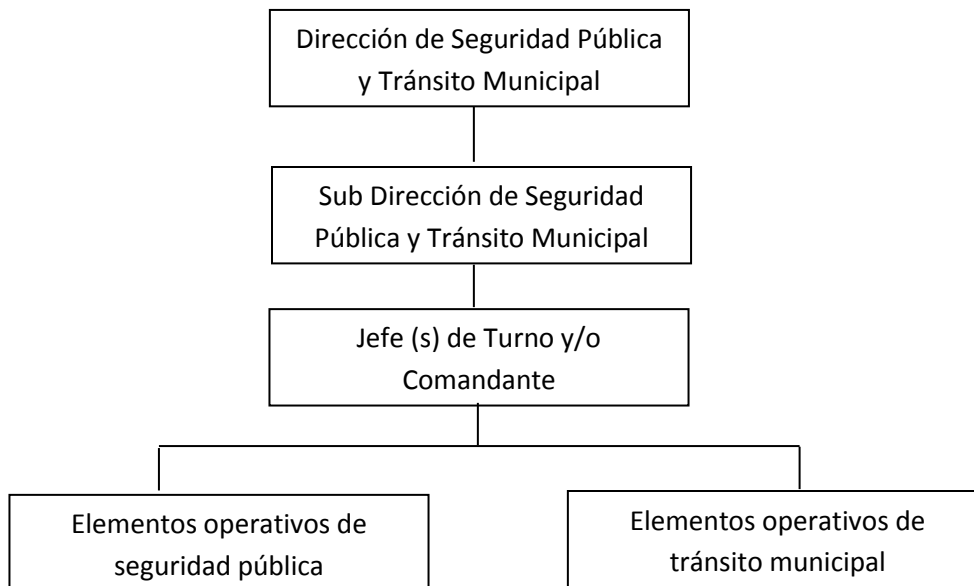 Dirección de Seguridad Pública
y Tránsito Municipal
Sub Dirección de Seguridad
Pública y Tránsito Municipal
Jefe (s) de Turno y/o
Comandante
Elementos operativos de
seguridad pública
Elementos operativos de
tránsito municipal